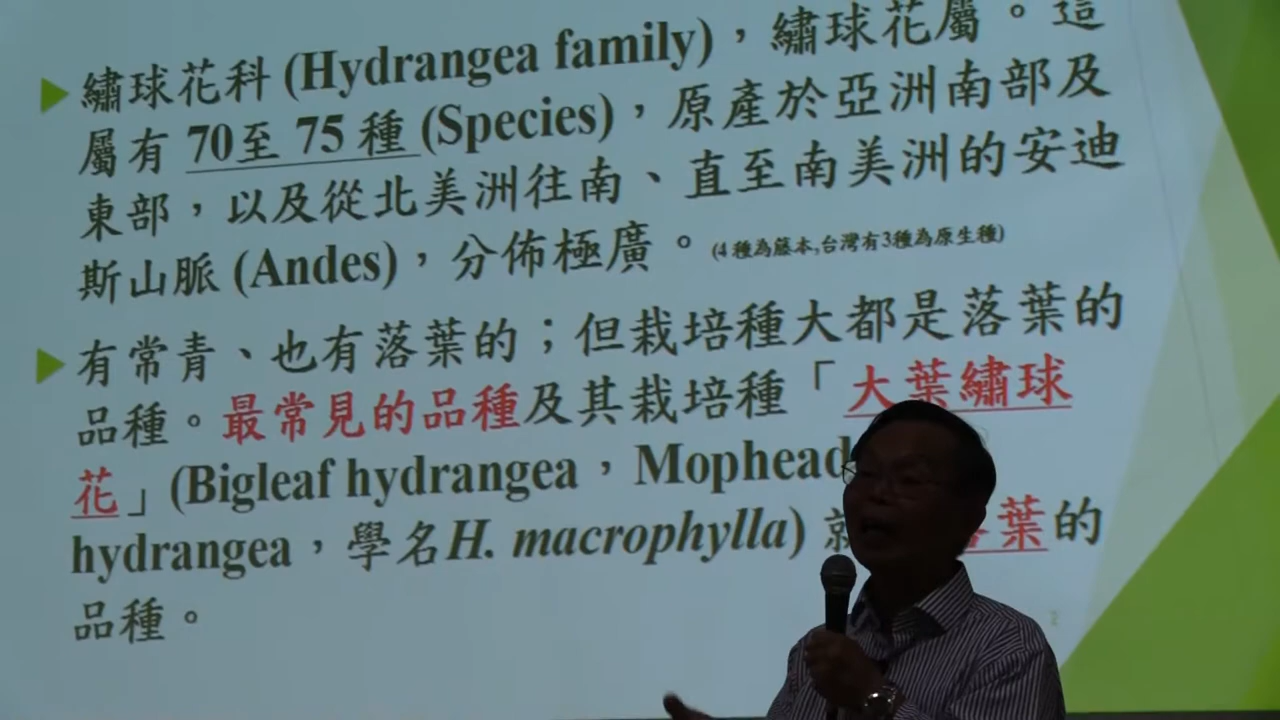 繡球花科 (Hydrangea family)，繡球花屬。這
屬有 70至 75 種 (Species)，原產於亞洲南部及
東部，以及從北美洲往南、直至南美洲的安迪
斯山脈 (Andes)，分佈極廣。(4 種為藤本,台灣有3種為原生種)
有常青、也有落葉的；但栽培種大都是落葉的
品種。最常見的品種及其栽培種「大葉繡球
花」(Bigleaf hydrangea，Mophead
hydrangea，學名H. macrophylla) 落葉的
品種。
2